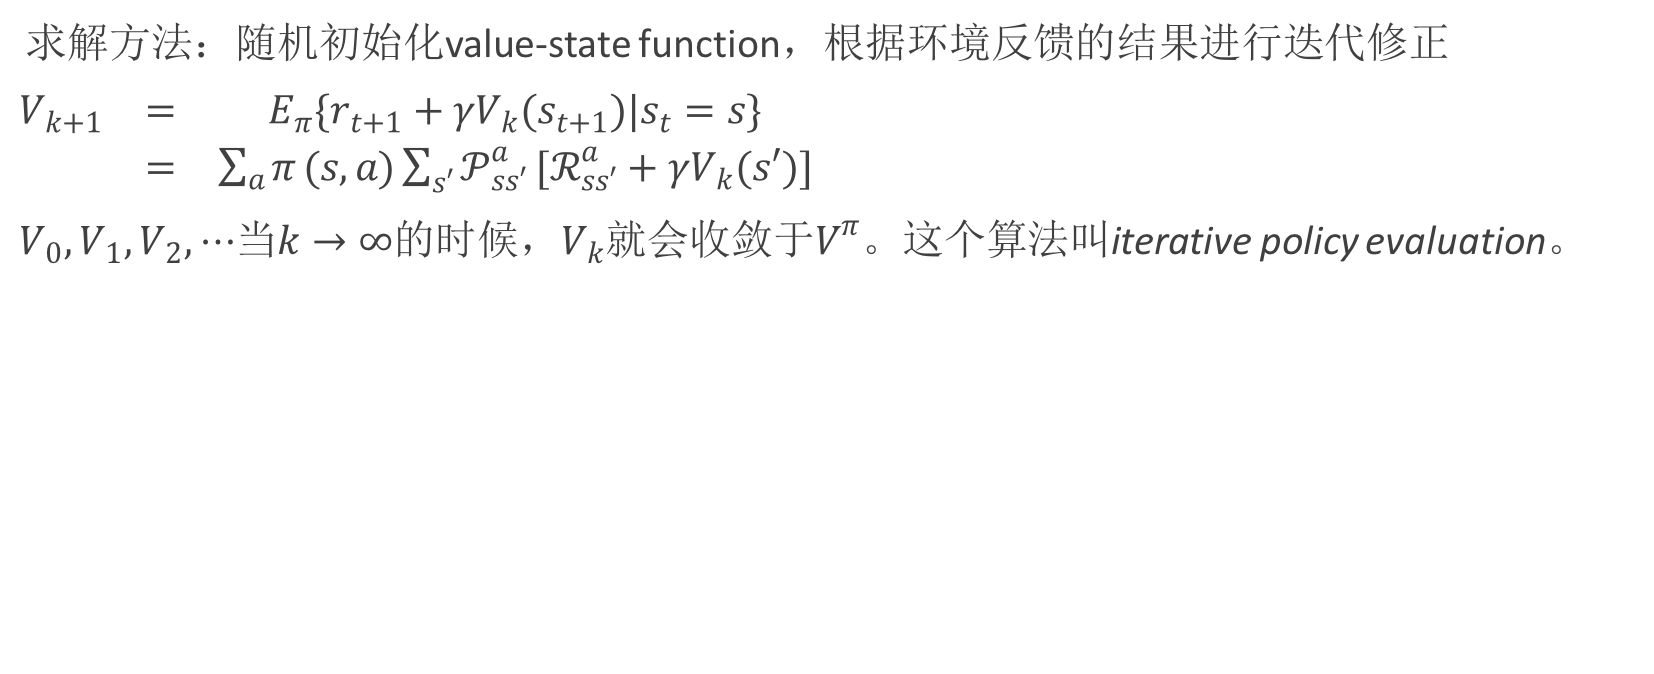 求解方法：随机初始化value-state function，根据环境反馈的结果进行迭代修正
V_{k+1} = E_π{r_{t+1} + γV_k(s_{t+1})|s_t = s}
= ∑_a π (s, a) ∑_{s′} 𝒫^a_{ss′} [ℛ^a_{ss′} + γV_k(s′)]
V_0, V_1, V_2, ⋯当k → ∞的时候，V_k就会收敛于V^π。这个算法叫iterative policy evaluation。